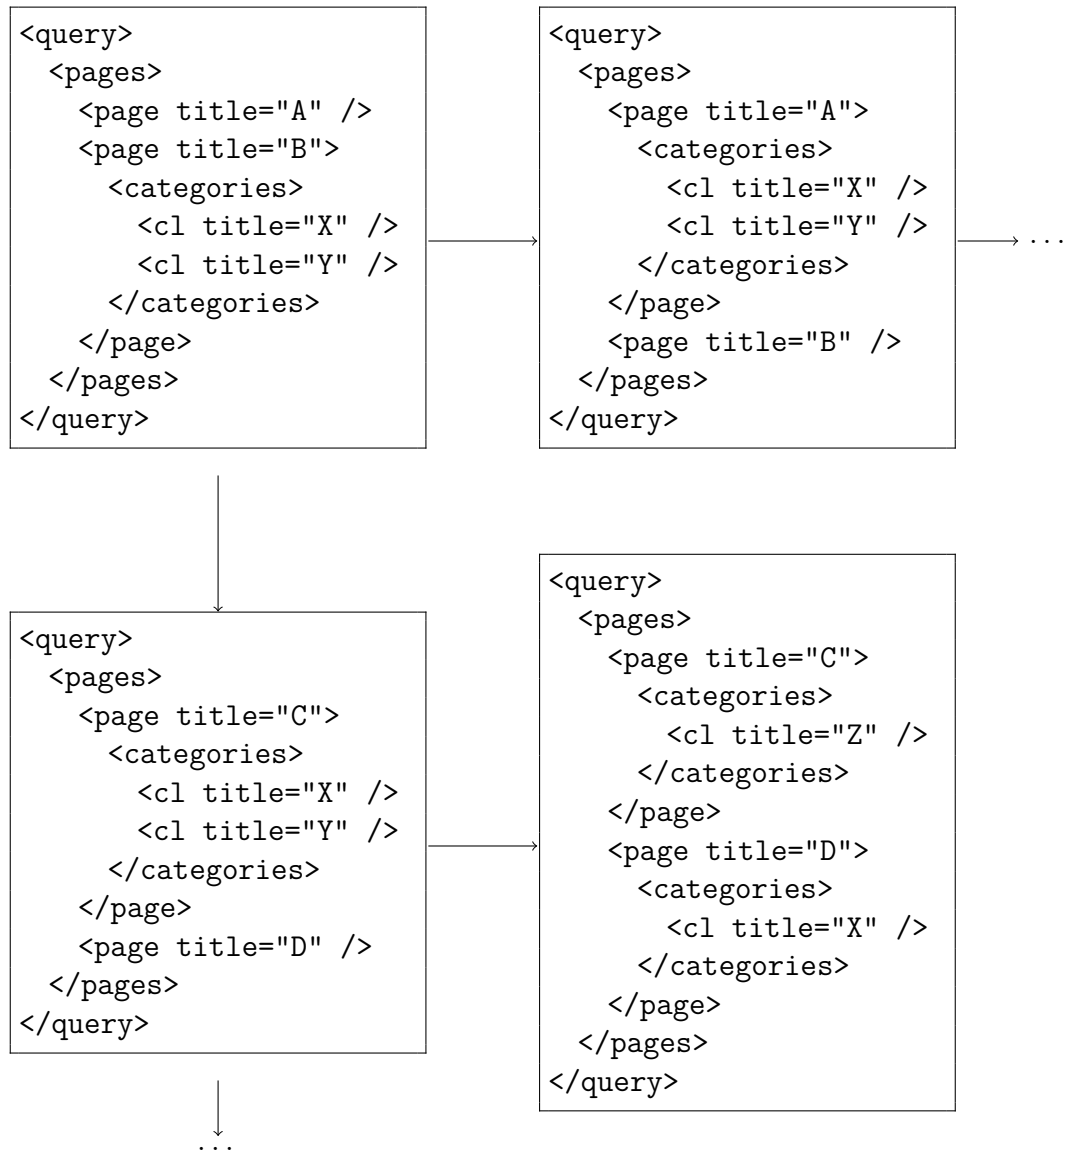 <query>
  <pages>
    <page title="A" />
    <page title="B">
      <categories>
        <cl title="X" />
        <cl title="Y" />
      </categories>
    </page>
  </pages>
</query>
<query>
  <pages>
    <page title="A">
      <categories>
        <cl title="X" />
        <cl title="Y" />
      </categories>
    </page>
    <page title="B" />
  </pages>
</query>
...
<query>
  <pages>
    <page title="C">
      <categories>
        <cl title="X" />
        <cl title="Y" />
      </categories>
    </page>
    <page title="D" />
  </pages>
</query>
<query>
  <pages>
    <page title="C">
      <categories>
        <cl title="Z" />
      </categories>
    </page>
    <page title="D">
      <categories>
        <cl title="X" />
      </categories>
    </page>
  </pages>
</query>
...